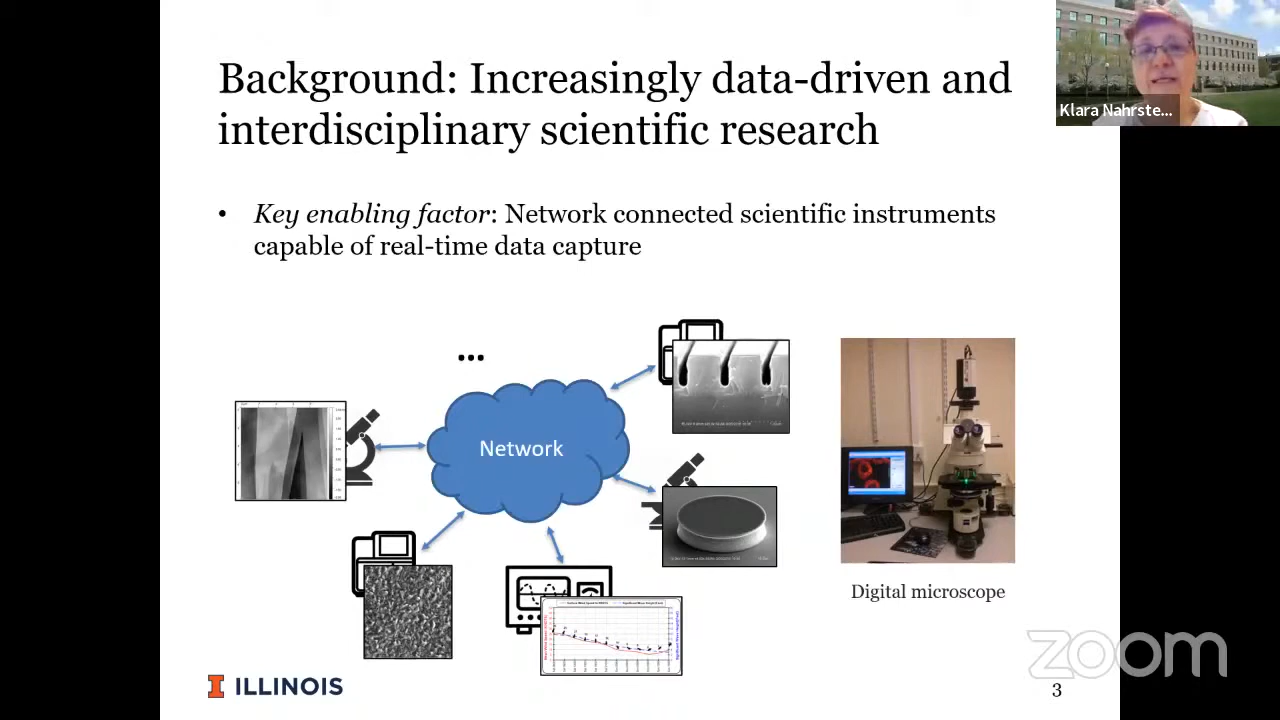 Background: Increasingly data-driven and
interdisciplinary scientific research
Klara Nahrste...
• Key enabling factor: Network connected scientific instruments
capable of real-time data capture
...
Network
Digital microscope
zoom
I ILLINOIS
3